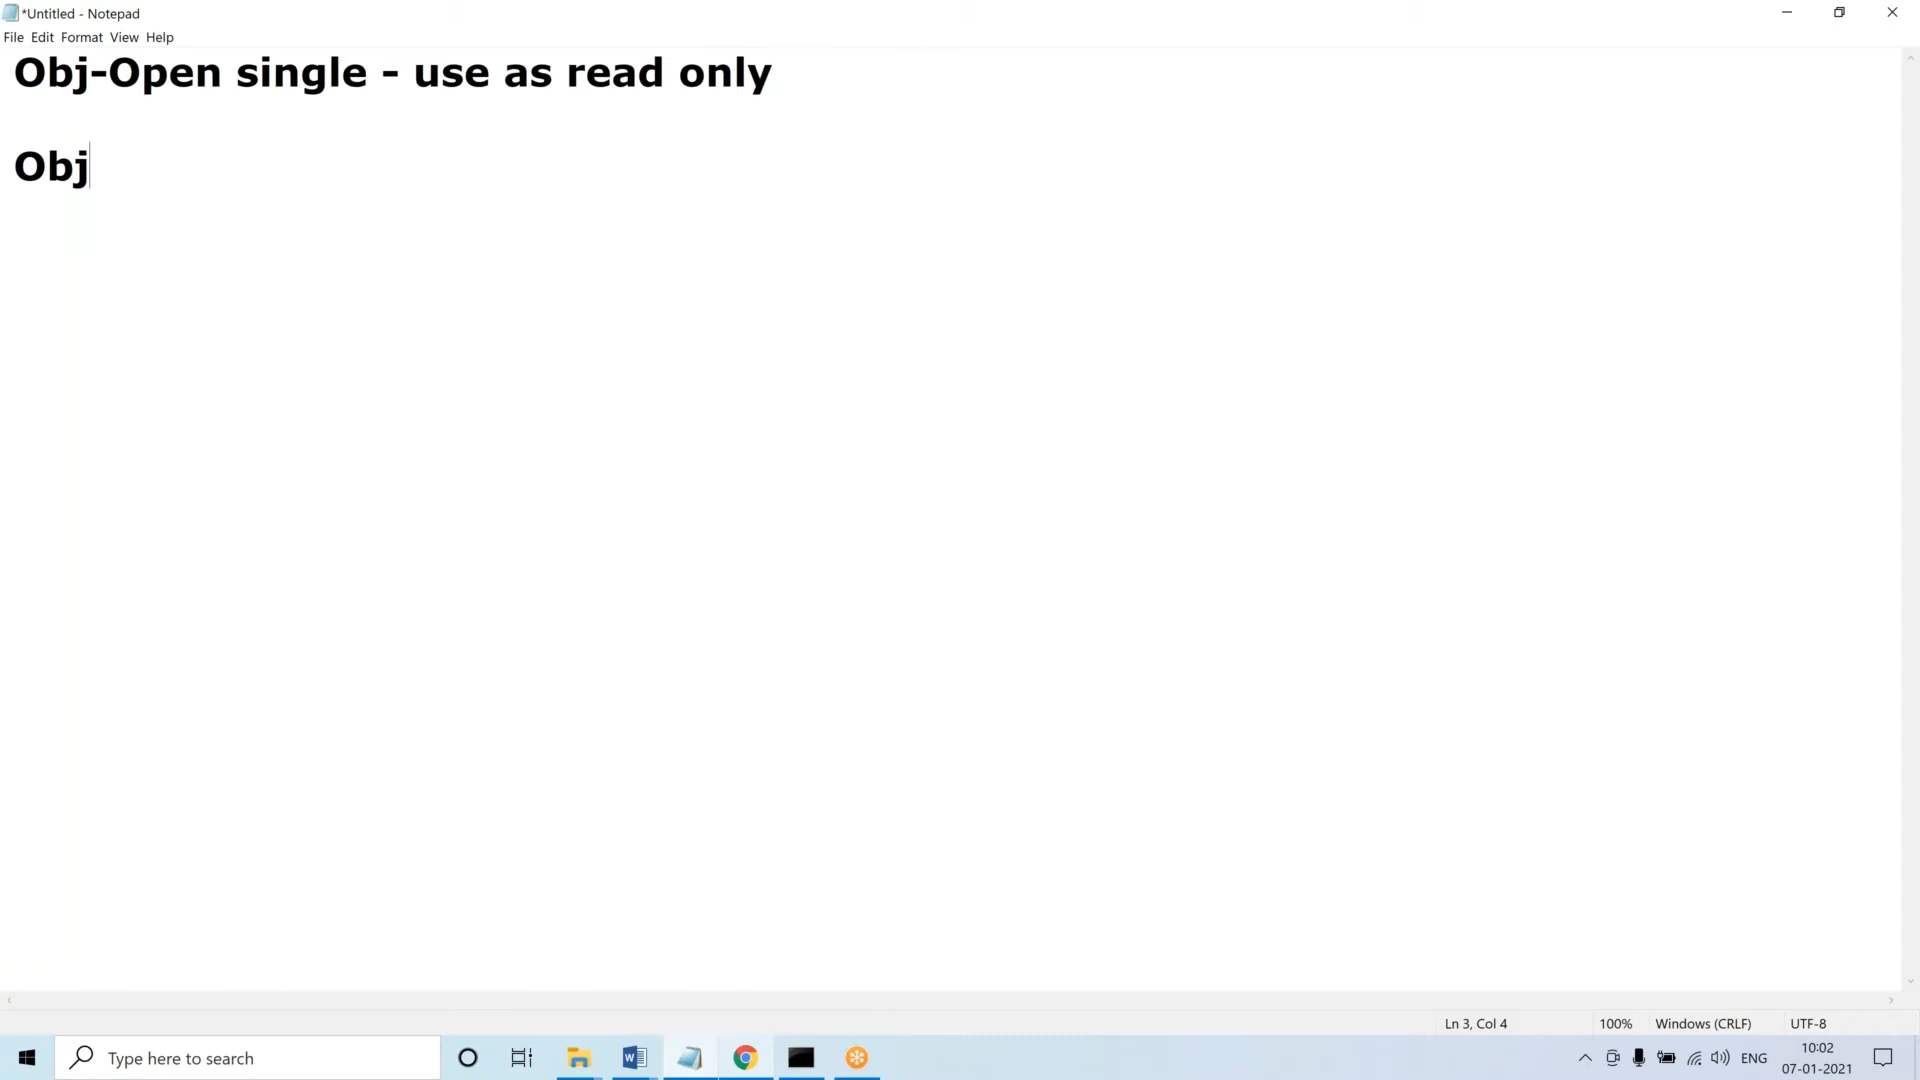 *Untitled - Notepad
File Edit Format View Help
Obj-Open single - use as read only
Obj
Ln 3, Col 4
100%
Windows (CRLF)
UTF-8
Type here to search
ENG
10:02
07-01-2021